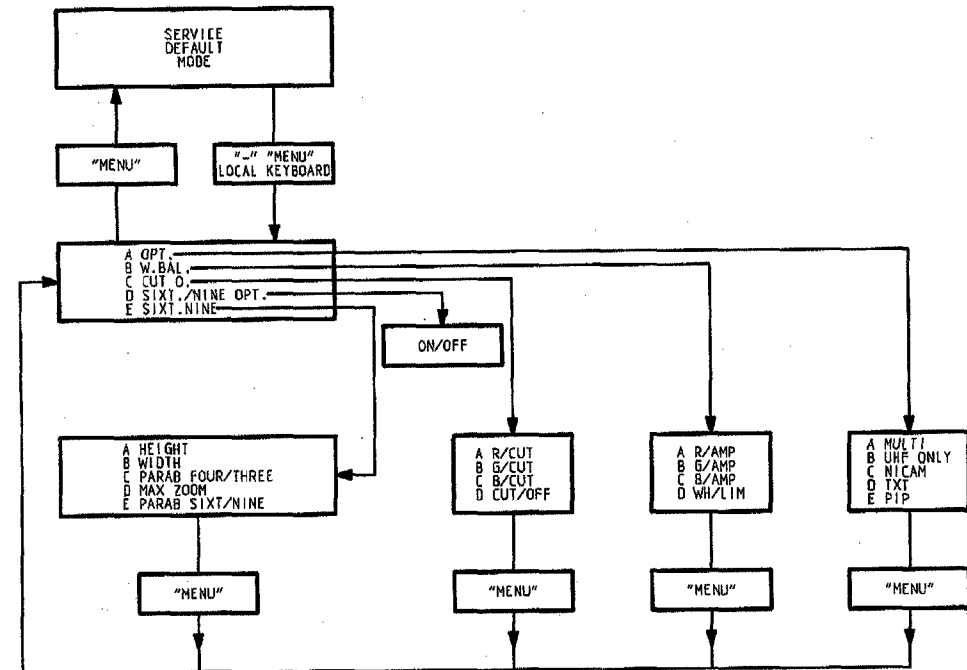 SERVICE
DEFAULT
MODE
"MENU"
"-" "MENU"
LOCAL KEYBOARD
A OPT.
B W.BAL.
C CUT O.
D SIXT./NINE OPT.
E SIXT.NINE
ON/OFF
A HEIGHT
B WIDTH
C PARAB FOUR/THREE
D MAX ZOOM
E PARAB SIXT/NINE
A R/CUT
B G/CUT
C B/CUT
D CUT/OFF
A R/AMP
B G/AMP
C B/AMP
D WH/LIM
A MULTI
B UHF ONLY
C NICAM
D TXT
E PIP
"MENU"
"MENU"
"MENU"
"MENU"